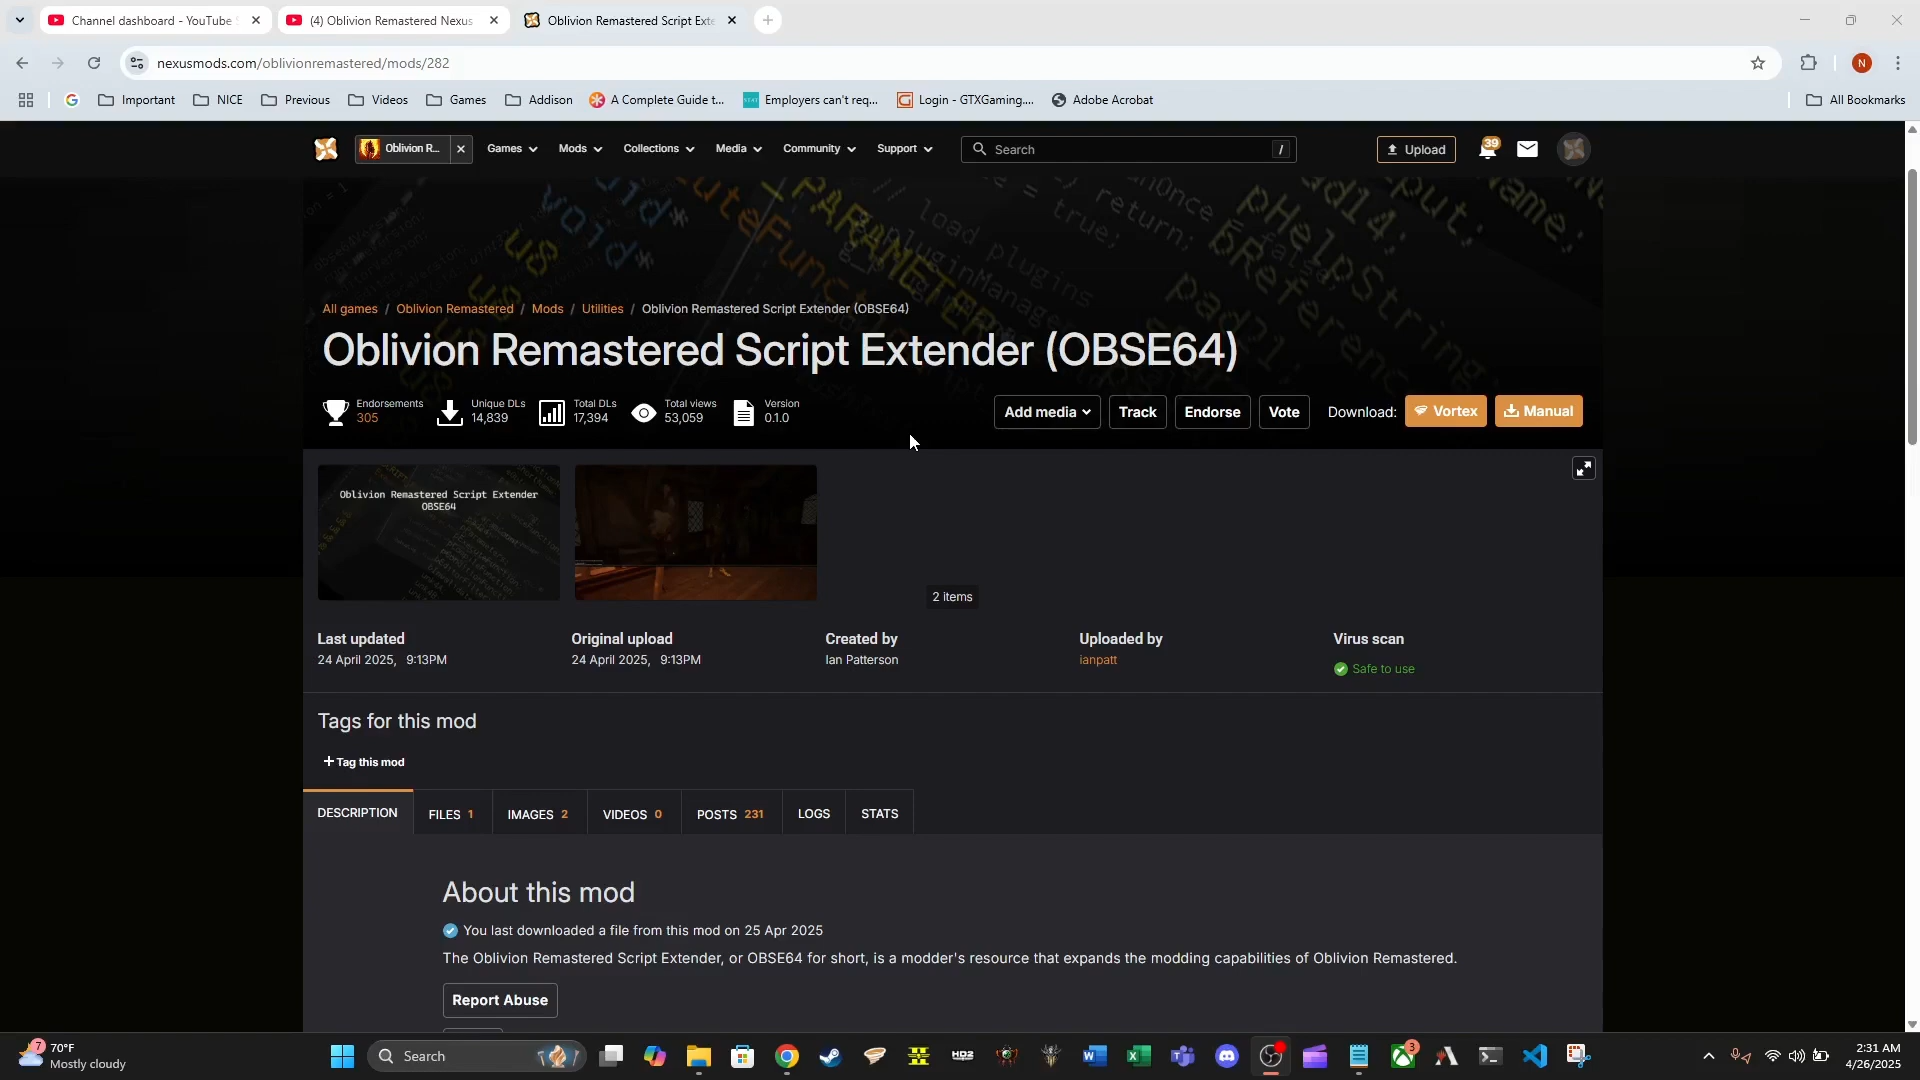 Channel dashboard - YouTube
(4) Oblivion Remastered Nexus
Oblivion Remastered Script Exte
nexusmods.com/oblivionremastered/mods/282
N
G
Important
NICE
Previous
Videos
Games
Addison
A Complete Guide t...
Employers can't req...
Login - GTXGaming....
Adobe Acrobat
All Bookmarks
Oblivion R...
Games
Mods
Collections
Media
Community
Support
Search
/
Upload
39
All games / Oblivion Remastered / Mods / Utilities / Oblivion Remastered Script Extender (OBSE64)
Oblivion Remastered Script Extender (OBSE64)
Endorsements
305
Unique DLs
14,839
Total DLs
17,394
Total views
53,059
Version
0.1.0
Add media
Track
Endorse
Vote
Download:
Vortex
Manual
Oblivion Remastered Script Extender
OBSE64
2 items
Last updated
24 April 2025, 9:13PM
Original upload
24 April 2025, 9:13PM
Created by
Ian Patterson
Uploaded by
ianpatt
Virus scan
Safe to use
Tags for this mod
+ Tag this mod
DESCRIPTION
FILES 1
IMAGES 2
VIDEOS 0
POSTS 231
LOGS
STATS
About this mod
You last downloaded a file from this mod on 25 Apr 2025
The Oblivion Remastered Script Extender, or OBSE64 for short, is a modder's resource that expands the modding capabilities of Oblivion Remastered.
Report Abuse
7
70°F
Mostly cloudy
Search
HD2
3
2:31 AM
4/26/2025